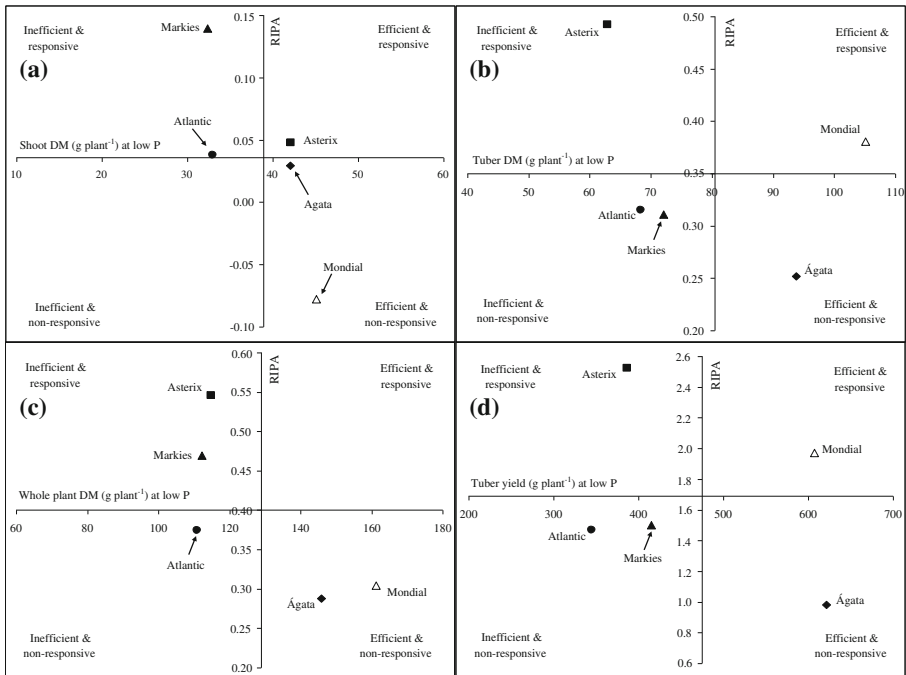 Inefficient &
responsive
Markies
RIPA
Efficient &
responsive
(a)
0.15
0.10
Atlantic
0.05
Asterix
Shoot DM (g plant-1) at low P
10
20
30
40
50
60
Agata
0.00
-0.05
Mondial
Inefficient &
non-responsive
Efficient &
non-responsive
-0.10
Inefficient &
responsive
Asterix
0.50
RIPA
Efficient &
responsive
(b)
0.45
0.40
Mondial
Tuber DM (g plant-1) at low P
0.35
40
50
60
70
80
90
100
110
Atlantic
Markies
0.30
0.25
Ágata
Inefficient &
non-responsive
Efficient &
non-responsive
0.20
0.60
RIPA
Inefficient &
responsive
Efficient &
responsive
Asterix
(c)
0.50
Markies
Whole plant DM (g plant-1) at low P
0.40
60
80
100
120
140
160
180
Atlantic
0.30
Ágata
Mondial
0.25
Inefficient &
non-responsive
Efficient &
non-responsive
0.20
2.6
RIPA
Inefficient &
responsive
Asterix
Efficient &
responsive
(d)
2.4
2.2
2.0
Mondial
1.8
Tuber yield (g plant-1) at low P
200
300
400
500
600
700
1.6
Atlantic
Markies
1.4
1.2
1.0
Ágata
0.8
Inefficient &
non-responsive
Efficient &
non-responsive
0.6